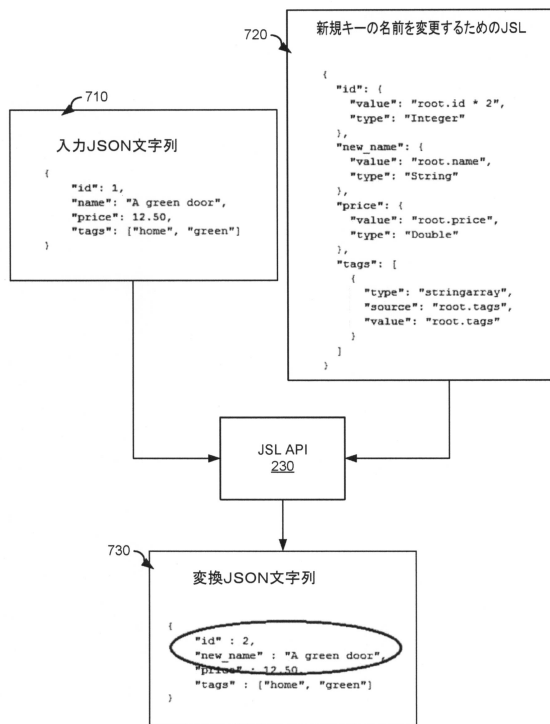 720
新規キーの名前を変更するためのJSL
{
"id": {
"value": "root.id * 2",
"type": "Integer"
},
"new_name": {
"value": "root.name",
"type": "String"
},
"price": {
"value": "root.price",
"type": "Double"
},
"tags": [
{
"type": "stringarray",
"source": "root.tags",
"value": "root.tags"
}
]
}
710
入力JSON文字列
{
"id": 1,
"name": "A green door",
"price": 12.50,
"tags": ["home", "green"]
}
JSL API
230
730
変換JSON文字列
{
"id" : 2,
"new_name" : "A green door",
"price" : 12.50,
"tags" : ["home", "green"]
}